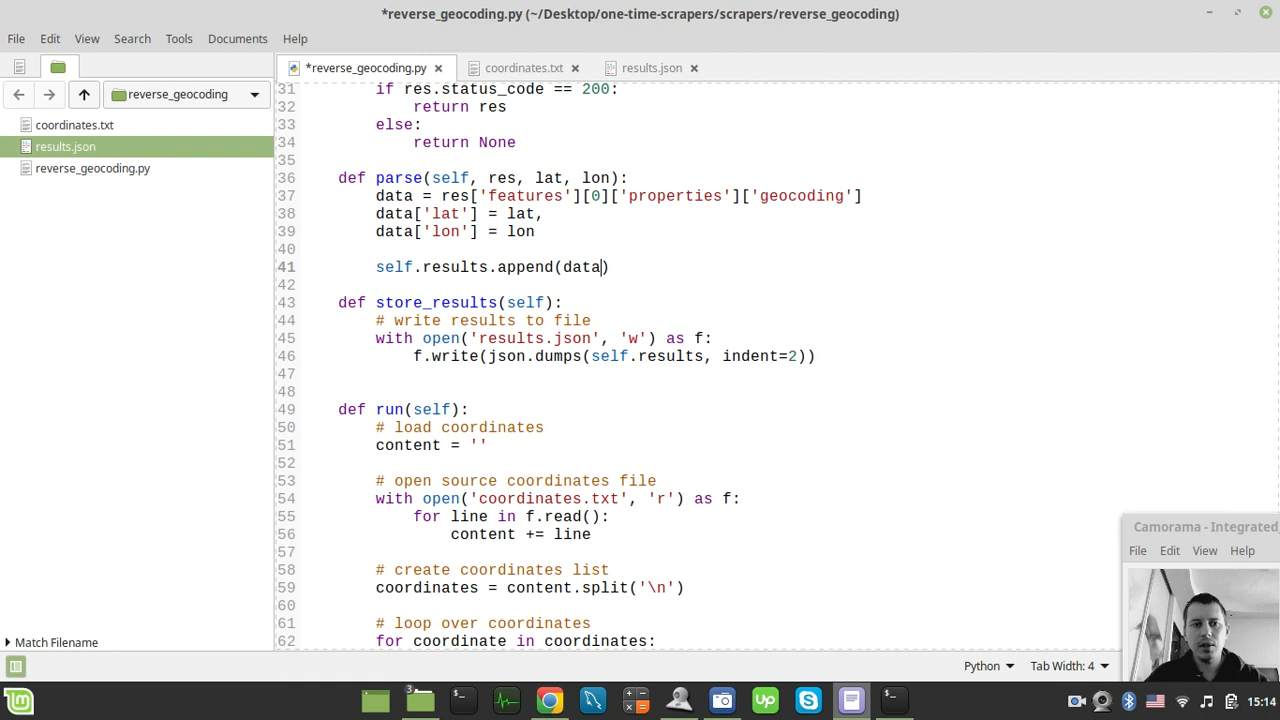 *reverse_geocoding.py (~/Desktop/one-time-scrapers/scrapers/reverse_geocoding)
File Edit View Search Tools Documents Help
*reverse_geocoding.py
coordinates.txt
results.json
reverse_geocoding
coordinates.txt
results.json
reverse_geocoding.py
31 if res.status_code == 200:
32 return res
33 else:
34 return None
35
36 def parse(self, res, lat, lon):
37 data = res['features'][0]['properties']['geocoding']
38 data['lat'] = lat,
39 data['lon'] = lon
40
41 self.results.append(data)
42
43 def store_results(self):
44 # write results to file
45 with open('results.json', 'w') as f:
46 f.write(json.dumps(self.results, indent=2))
47
48
49 def run(self):
50 # load coordinates
51 content = ''
52
53 # open source coordinates file
54 with open('coordinates.txt', 'r') as f:
55 for line in f.read():
56 content += line
57
58 # create coordinates list
59 coordinates = content.split('\n')
60
61 # loop over coordinates
62 for coordinate in coordinates:
Camorama - Integrated
File Edit View Help
Match Filename
Python Tab Width: 4
3
Up
15:14